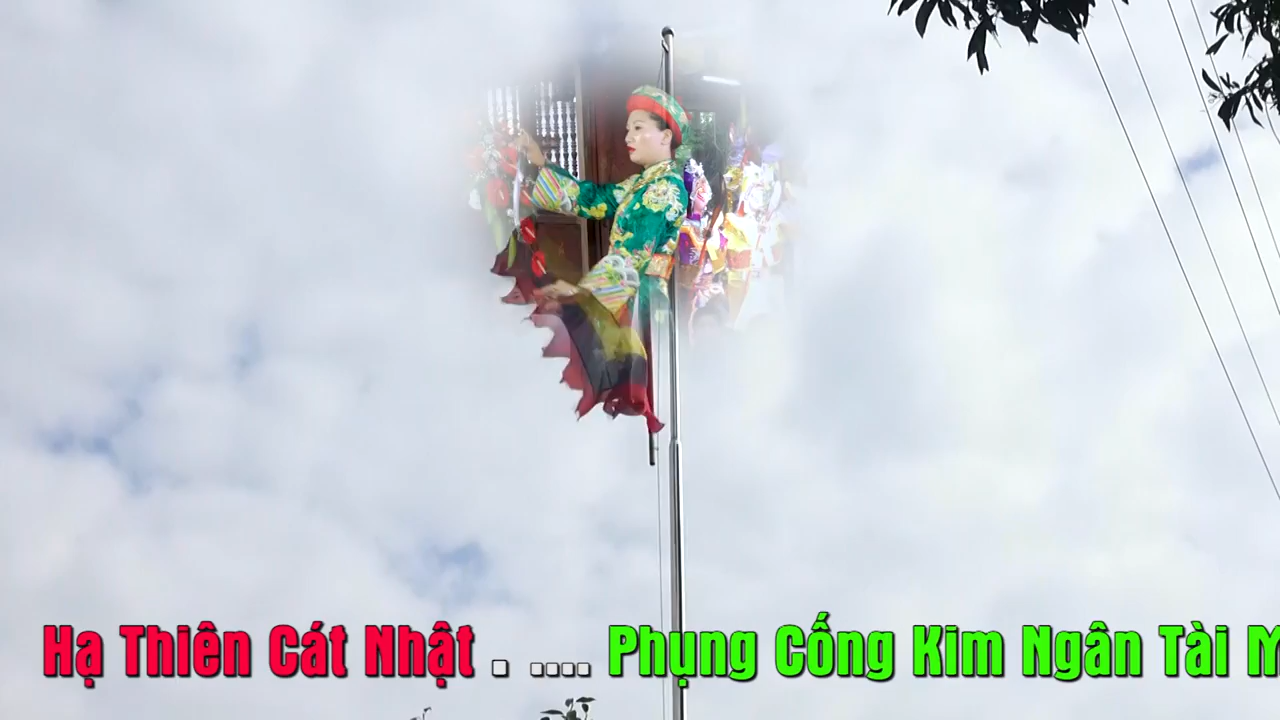 Hạ Thiên Cát Nhật . .... Phụng Cống Kim Ngân Tài